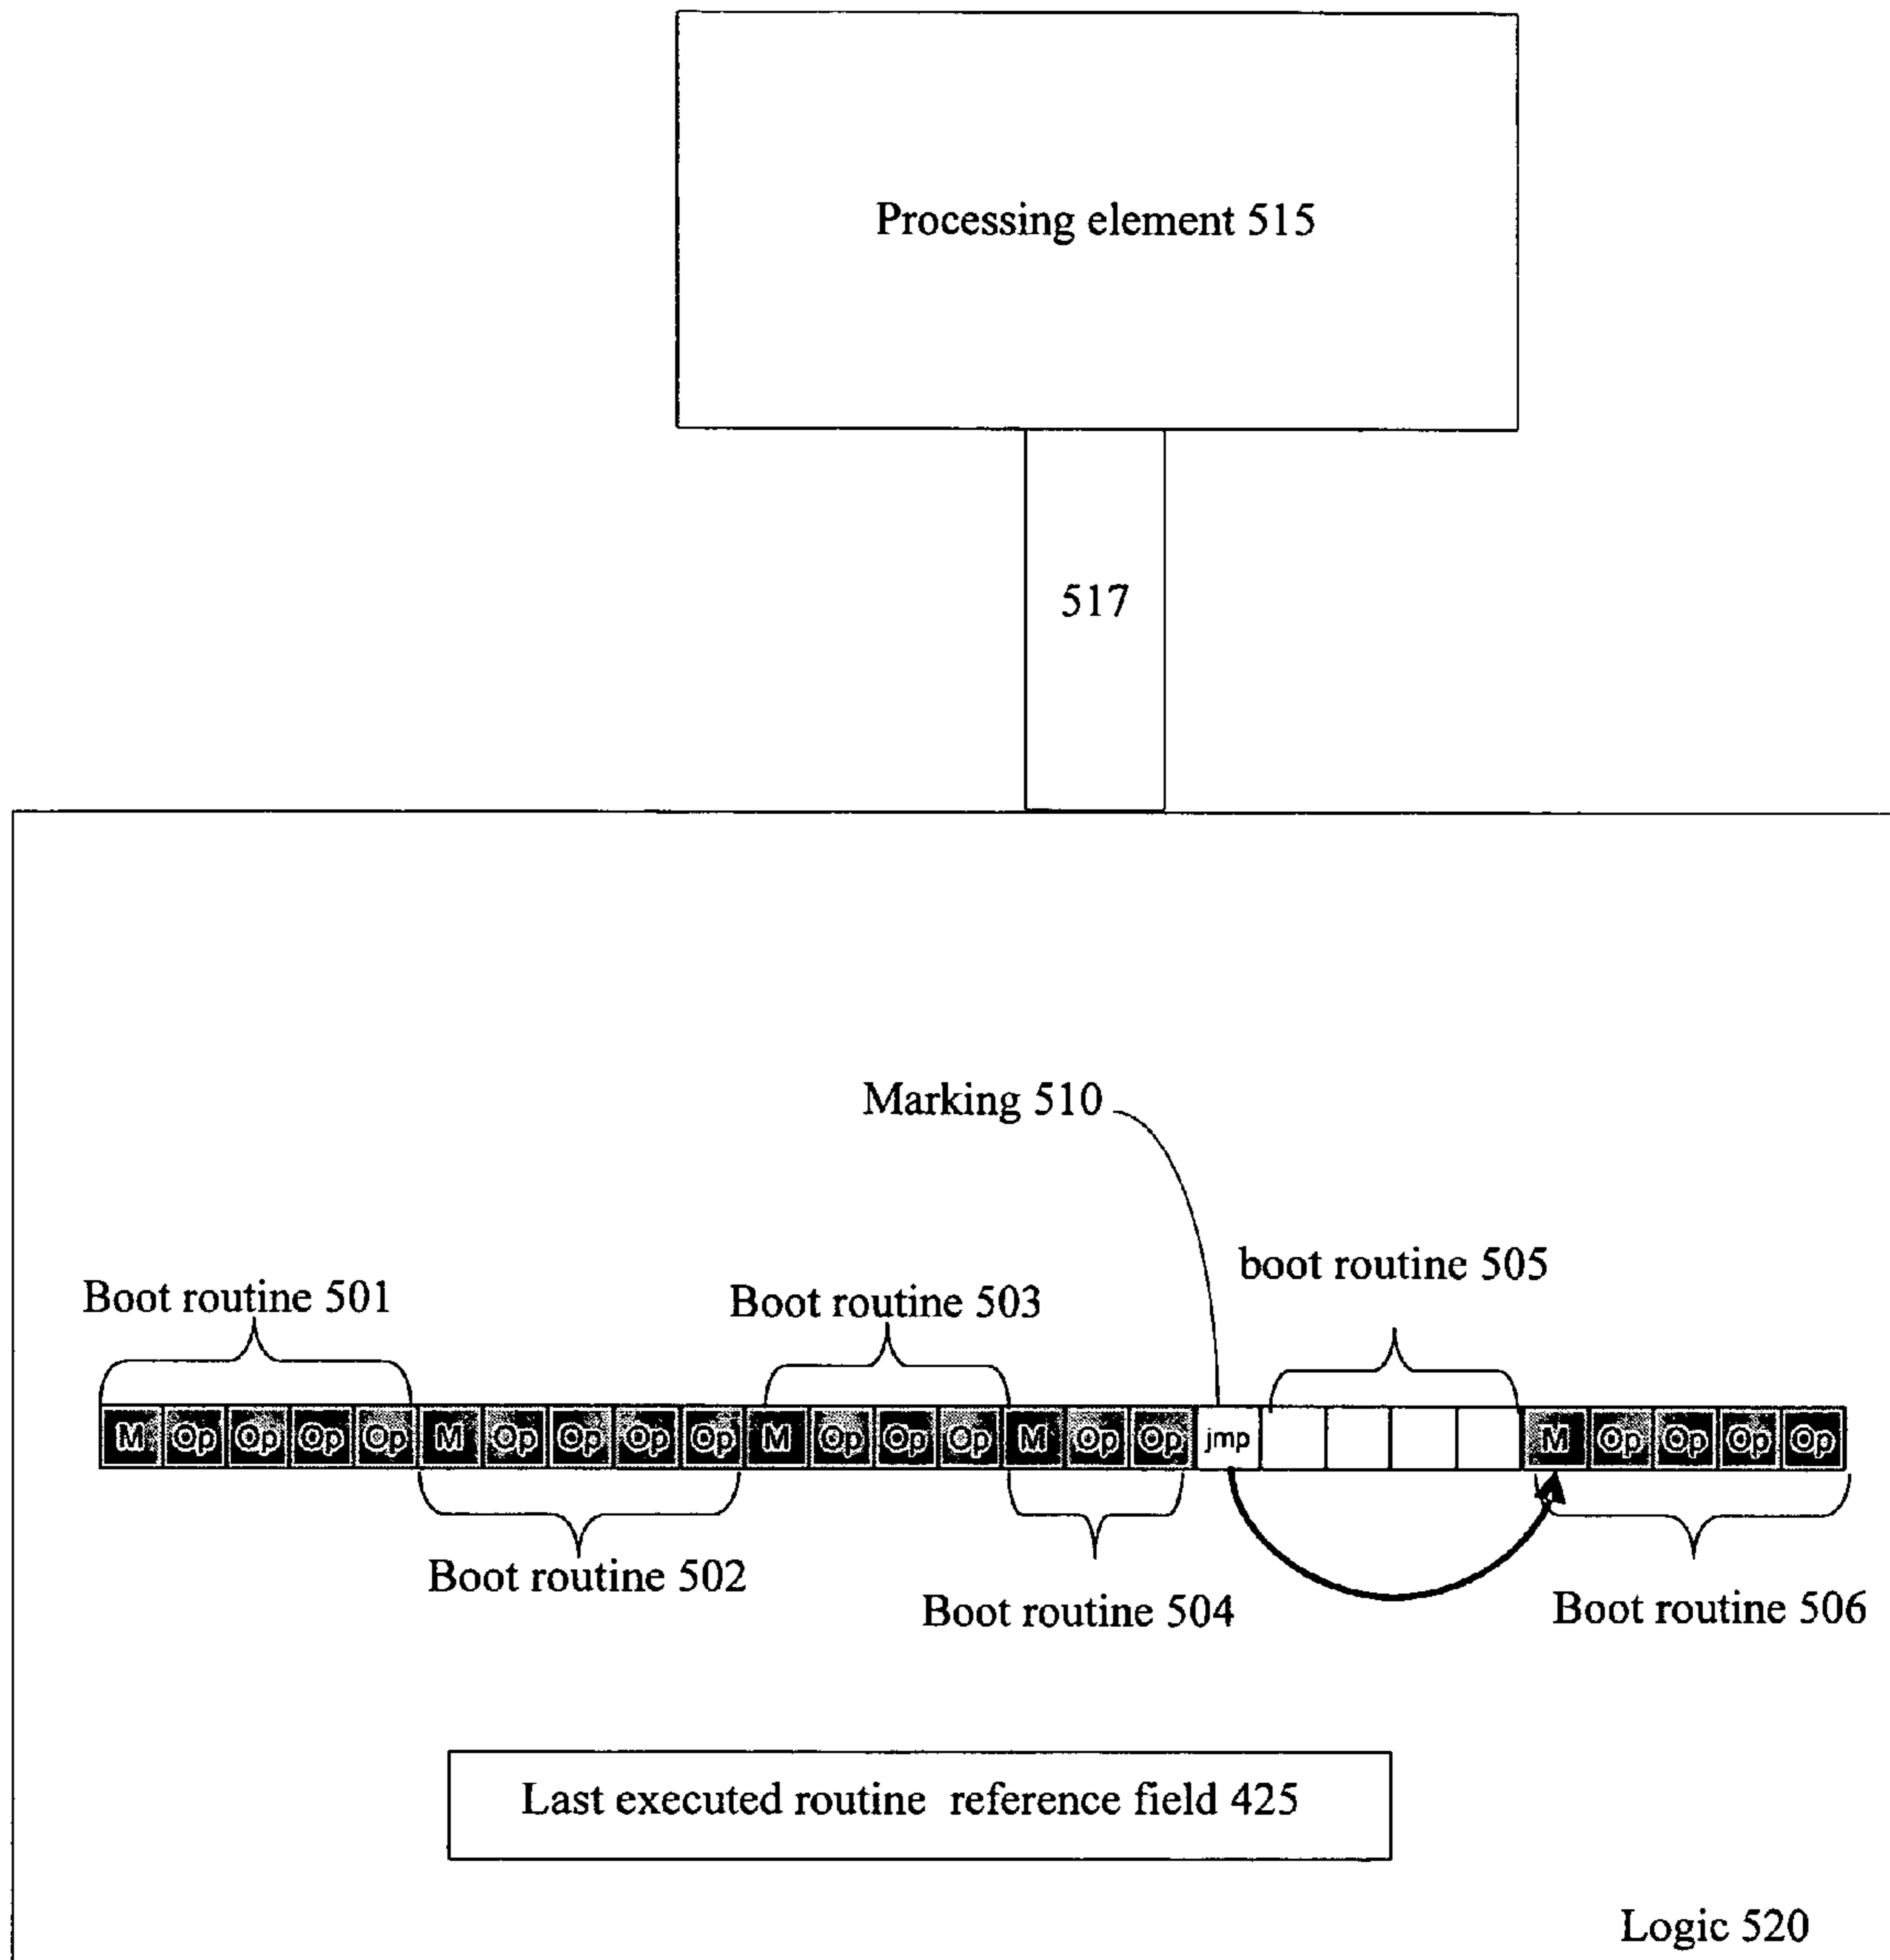 Processing element 515
517
Marking 510
boot routine 505
Boot routine 501
Boot routine 503
M Op Op Op Op M Op Op Op Op M Op Op Op M Op Op jmp M Op Op Op Op
Boot routine 502
Boot routine 504
Boot routine 506
Last executed routine reference field 425
Logic 520